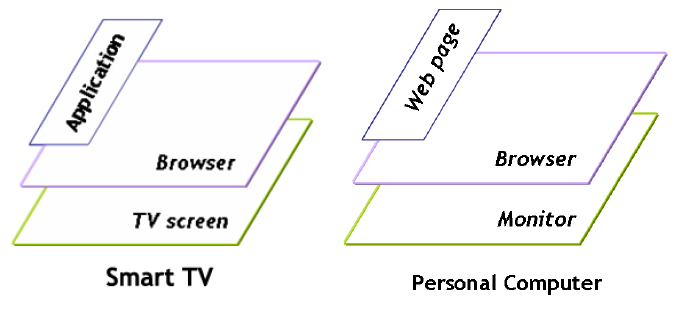 Application
Browser
TV screen
Smart TV
Web page
Browser
Monitor
Personal Computer